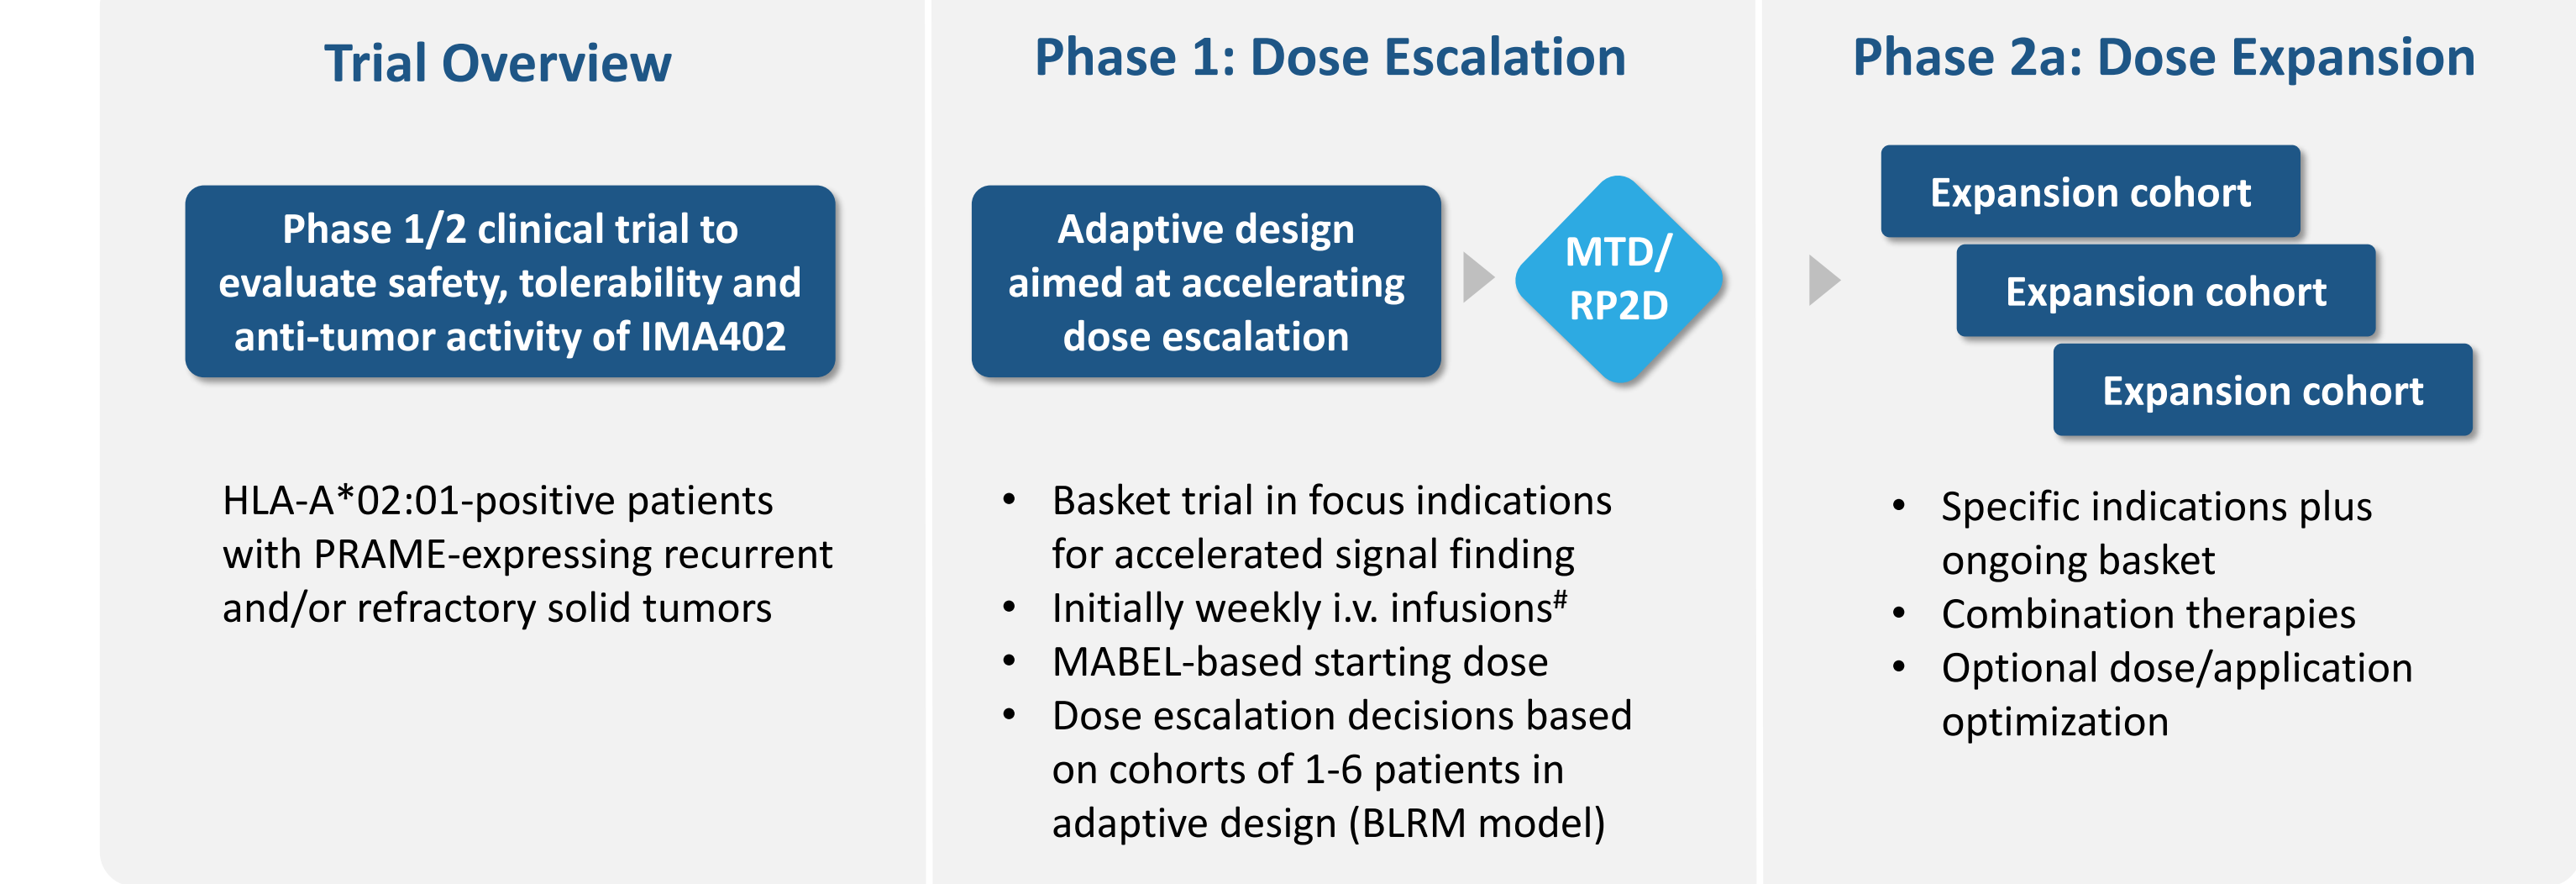 Trial Overview
Phase 1/2 clinical trial to
evaluate safety, tolerability and
anti-tumor activity of IMA402
HLA-A*02:01-positive patients
with PRAME-expressing recurrent
and/or refractory solid tumors
Phase 1: Dose Escalation
Adaptive design
aimed at accelerating
dose escalation
MTD/
RP2D
• Basket trial in focus indications
for accelerated signal finding
• Initially weekly i.v. infusions#
• MABEL-based starting dose
• Dose escalation decisions based
on cohorts of 1-6 patients in
adaptive design (BLRM model)
Phase 2a: Dose Expansion
Expansion cohort
Expansion cohort
Expansion cohort
• Specific indications plus
ongoing basket
• Combination therapies
• Optional dose/application
optimization